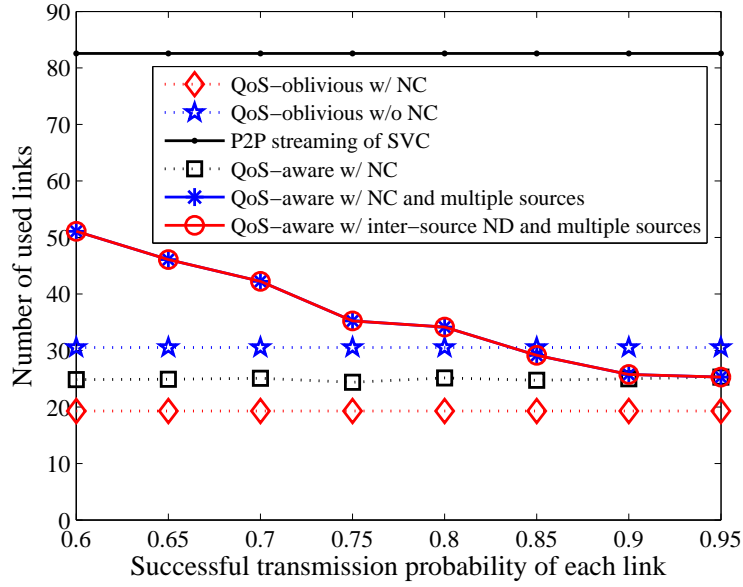 90
80
70
60
50
40
30
20
10
0
Number of used links
QoS−oblivious w/ NC
QoS−oblivious w/o NC
P2P streaming of SVC
QoS−aware w/ NC
QoS−aware w/ NC and multiple sources
QoS−aware w/ inter−source ND and multiple sources
0.6 0.65 0.7 0.75 0.8 0.85 0.9 0.95
Successful transmission probability of each link